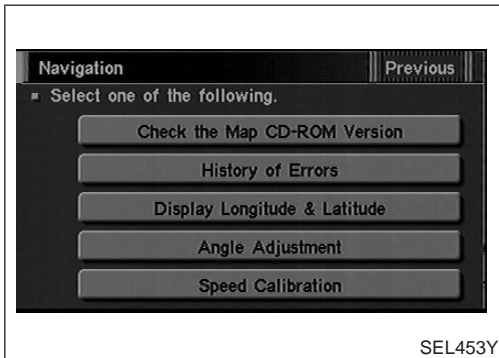 Navigation Previous
Select one of the following.
Check the Map CD-ROM Version
History of Errors
Display Longitude & Latitude
Angle Adjustment
Speed Calibration
SEL453Y